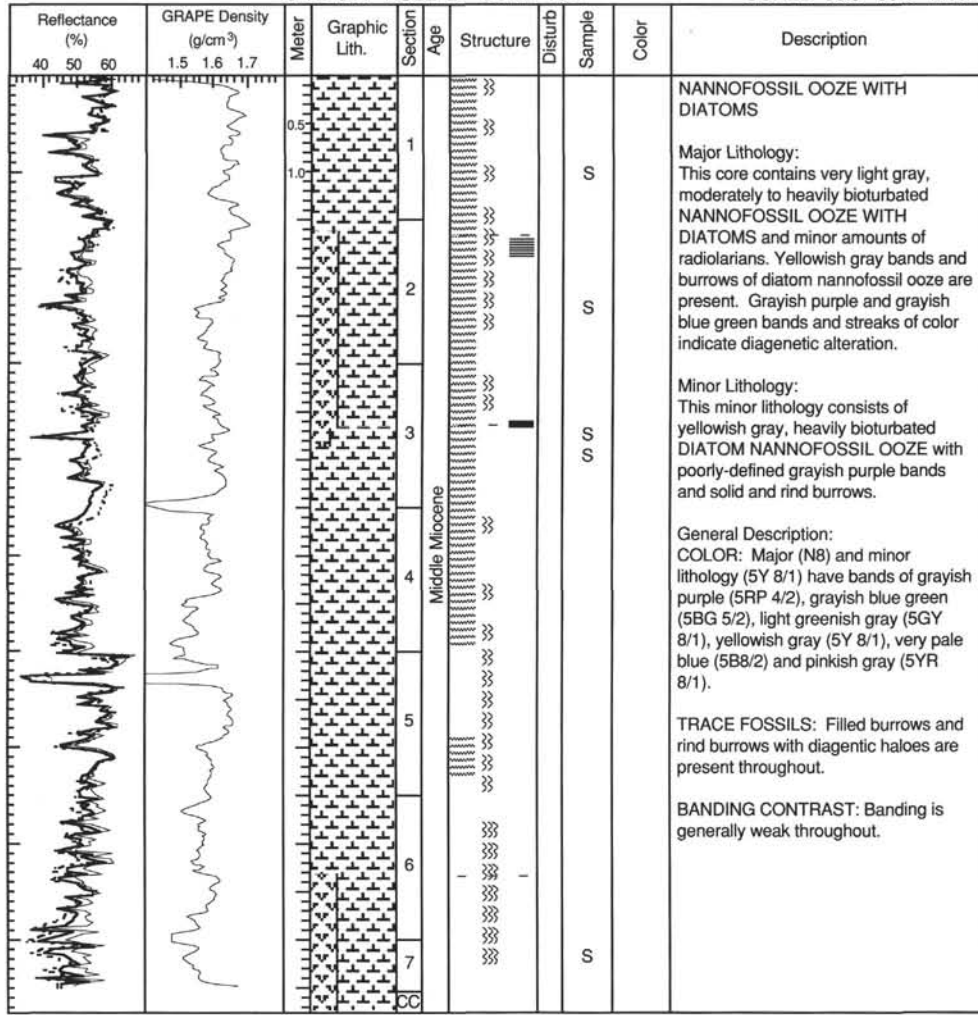 Reflectance
(%)
40 50 60
GRAPE Density
(g/cm³)
1.5 1.6 1.7
Meter
Graphic
Lith.
Section
Age
Structure
Disturb
Sample
Color
Description
0.5
1.0
1
2
3
4
5
6
7
CC
Middle Miocene
S
S
S
S
S
NANNOFOSSIL OOZE WITH
DIATOMS
Major Lithology:
This core contains very light gray,
moderately to heavily bioturbated
NANNOFOSSIL OOZE WITH
DIATOMS and minor amounts of
radiolarians. Yellowish gray bands and
burrows of diatom nannofossil ooze are
present. Grayish purple and grayish
blue green bands and streaks of color
indicate diagenetic alteration.
Minor Lithology:
This minor lithology consists of
yellowish gray, heavily bioturbated
DIATOM NANNOFOSSIL OOZE with
poorly-defined grayish purple bands
and solid and rind burrows.
General Description:
COLOR: Major (N8) and minor
lithology (5Y 8/1) have bands of grayish
purple (5RP 4/2), grayish blue green
(5BG 5/2), light greenish gray (5GY
8/1), yellowish gray (5Y 8/1), very pale
blue (5B8/2) and pinkish gray (5YR
8/1).
TRACE FOSSILS: Filled burrows and
rind burrows with diagentic haloes are
present throughout.
BANDING CONTRAST: Banding is
generally weak throughout.